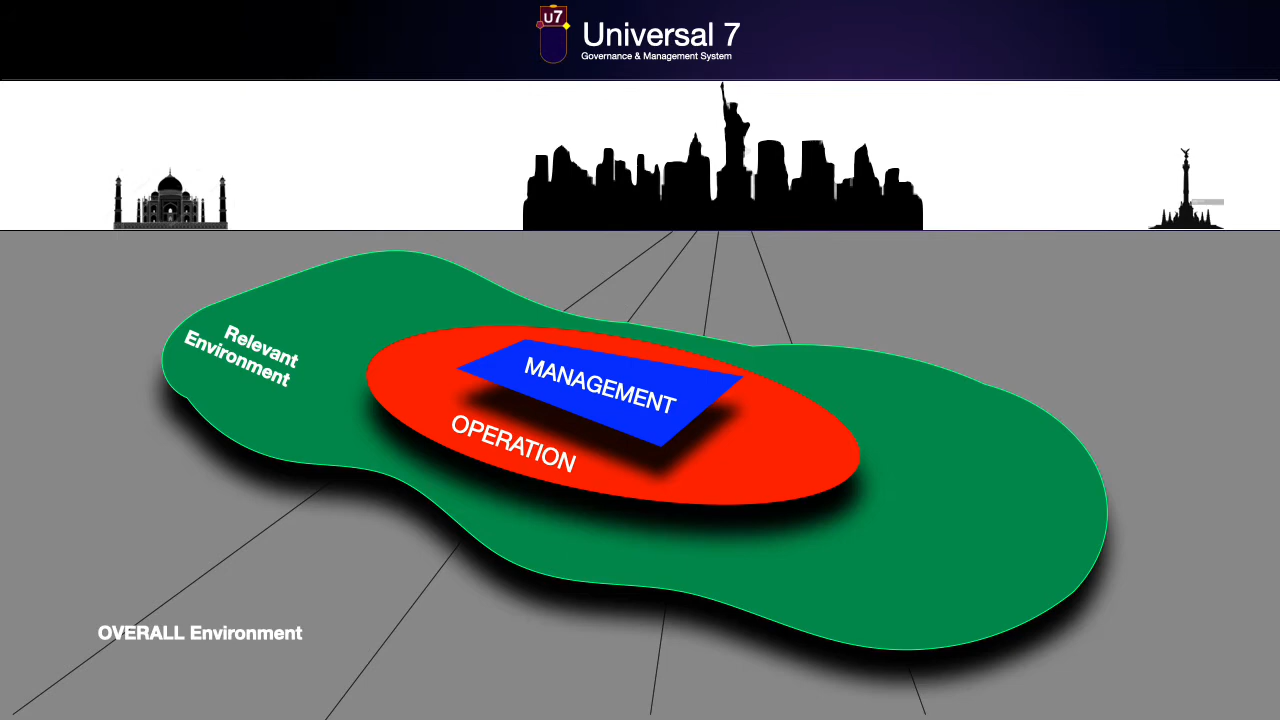 U7
Universal 7
Governance & Management System
Relevant
Environment
MANAGEMENT
OPERATION
OVERALL Environment